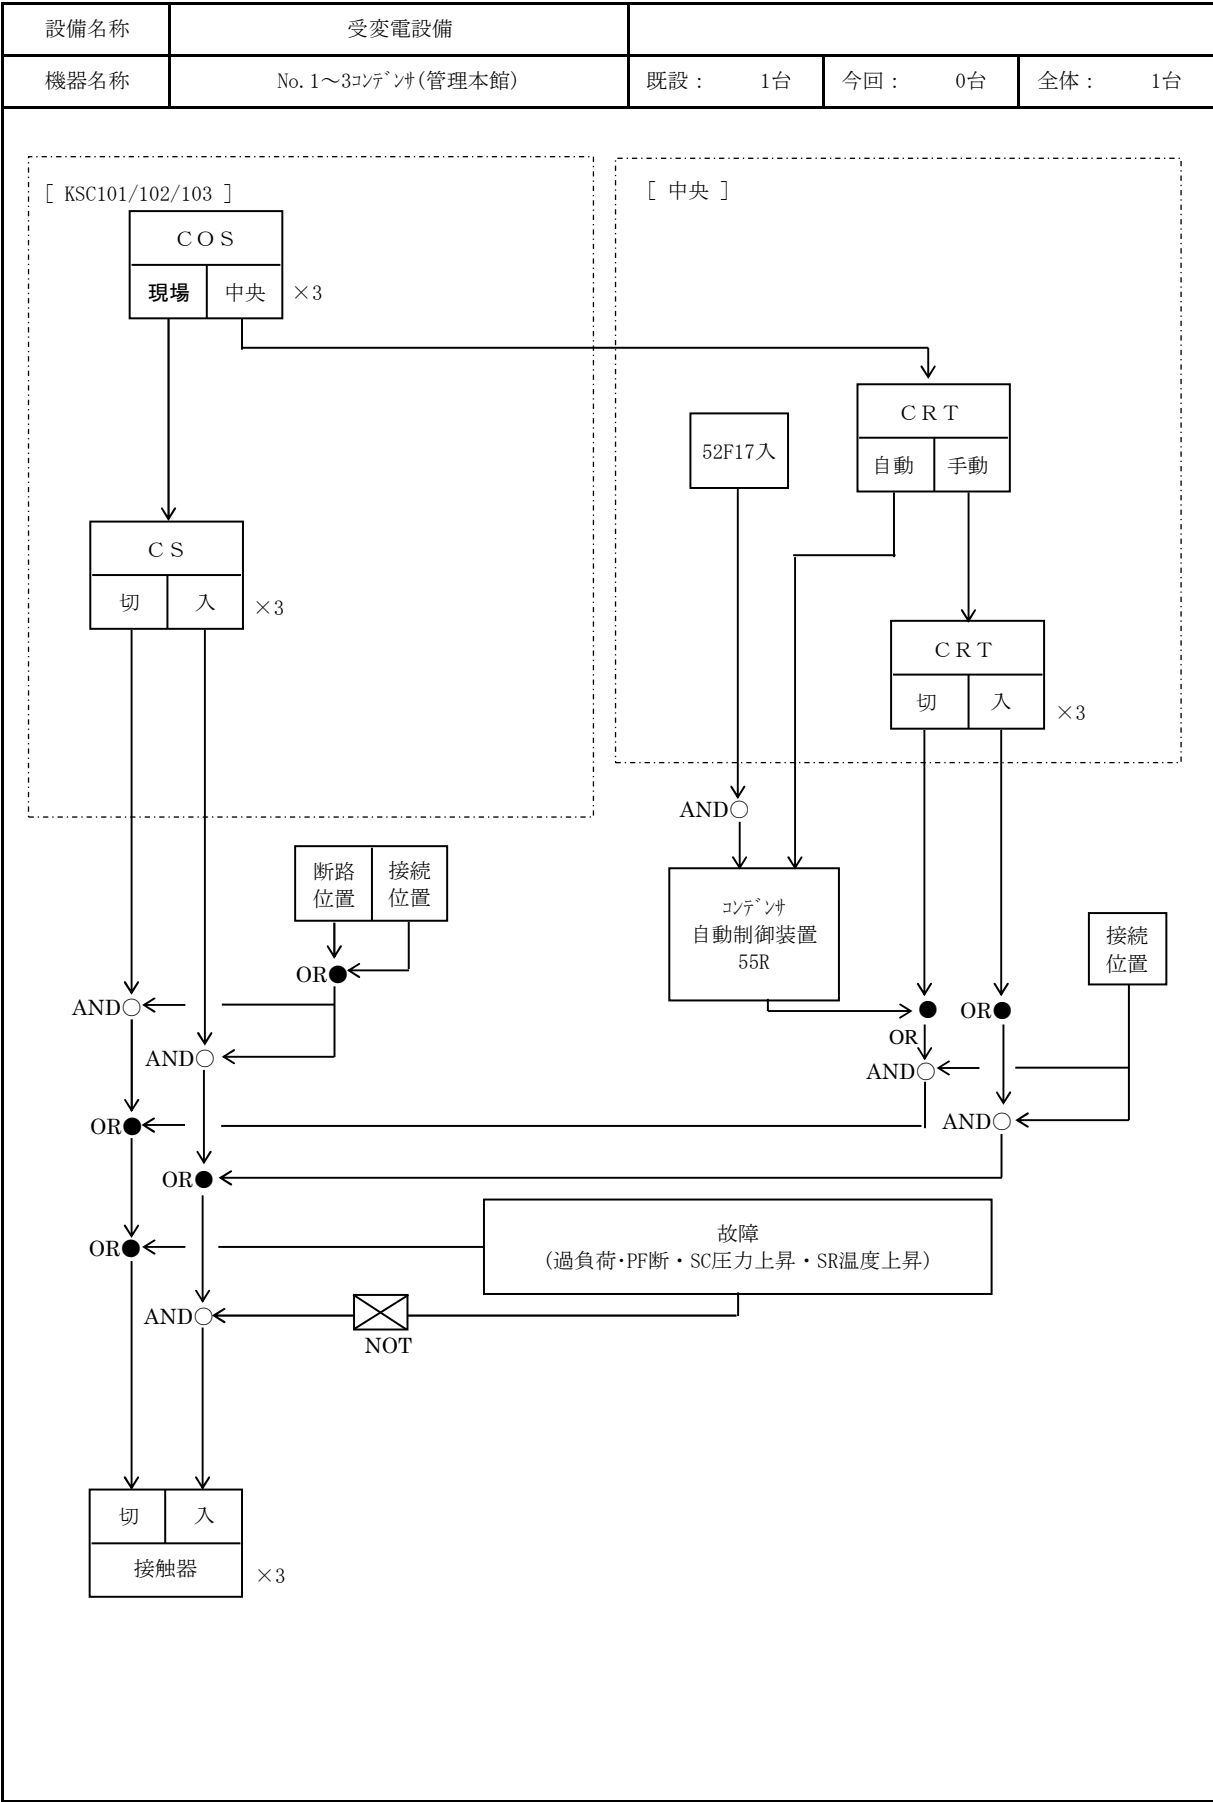 設備名称 受変電設備
機器名称 No.1～3ｺﾝﾃﾞﾝｻ(管理本館) 既設： 1台 今回： 0台 全体： 1台
[ KSC101/102/103 ]
[ 中央 ]
ＣＯＳ
現場 中央 ×3
ＣＲＴ
自動 手動
52F17入
ＣＳ
切 入 ×3
ＣＲＴ
切 入 ×3
AND
断路
位置
接続
位置
OR
ｺﾝﾃﾞﾝｻ
自動制御装置
55R
接続
位置
AND
OR
OR
AND
AND
AND
OR
OR
故障
(過負荷・PF断・SC圧力上昇・SR温度上昇)
OR
AND
NOT
切 入
接触器 ×3